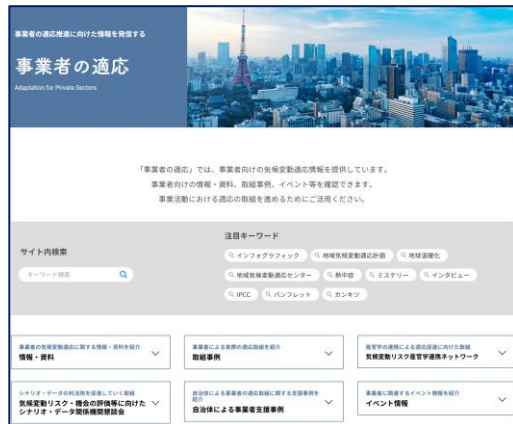 事業者の適応推進に向けた情報を発信する
事業者の適応
Adaptation for Private Sectors
「事業者の適応」では、事業者向けの気候変動適応情報を提供しています。
事業者向けの情報・資料、取組事例、イベント等を確認できます。
事業活動における適応の取組を進めるためにご活用ください。
サイト内検索
キーワード検索
注目キーワード
インフォグラフィック 地域気候変動適応計画 地球温暖化
地域気候変動適応センター 熱中症 ミステリー インタビュー
IPCC パンフレット カンキツ
事業者の気候変動適応に関する情報・資料を紹介
情報・資料
事業者による実際の適応取組を紹介
取組事例
産官学の連携による適応促進に向けた取組
気候変動リスク産官学連携ネットワーク
シナリオ・データの利活用を促進していく取組
気候変動リスク・機会の評価等に向けた
シナリオ・データ関係機関懇談会
自治体による事業者の適応取組に関する支援事例を
紹介
自治体による事業者支援事例
事業者に関連するイベント情報を紹介
イベント情報